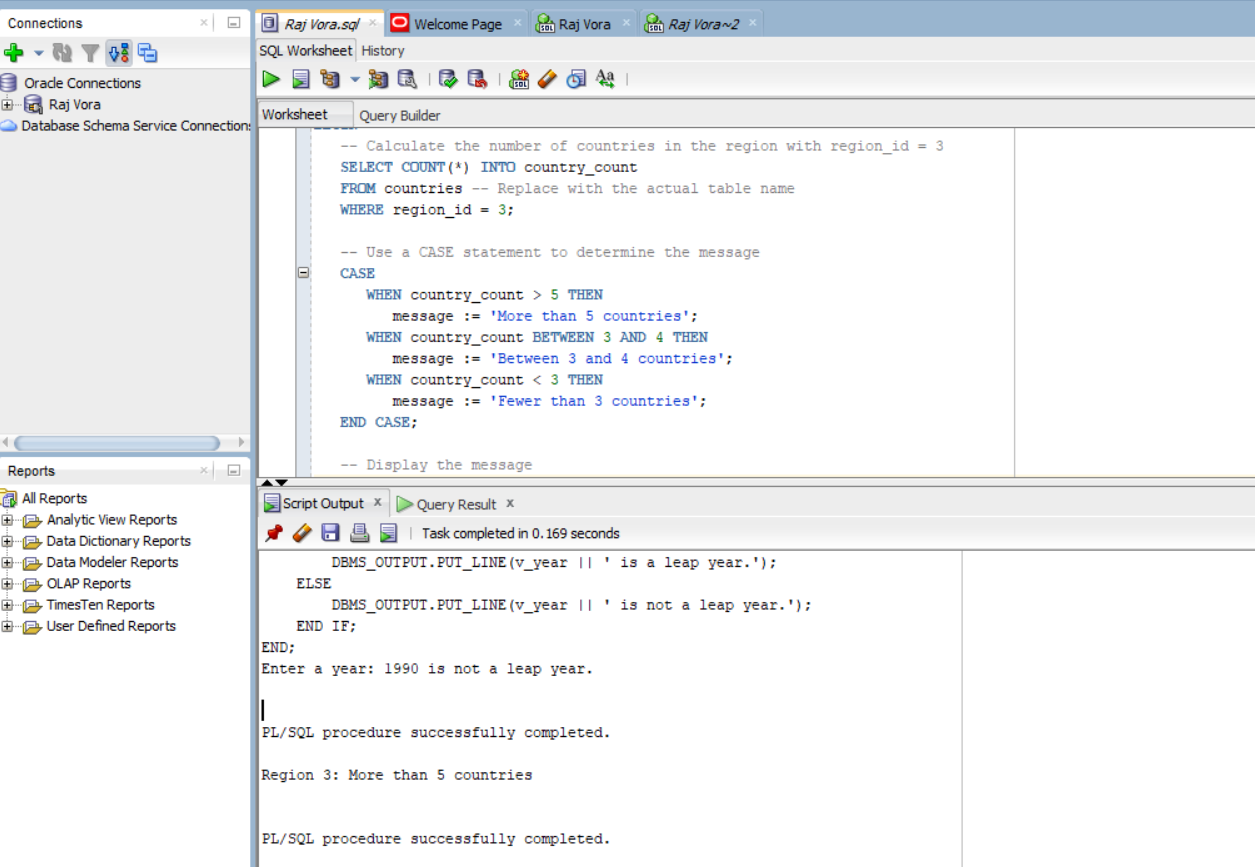 Connections
Oracle Connections
Raj Vora
Database Schema Service Connections
Reports
All Reports
Analytic View Reports
Data Dictionary Reports
Data Modeler Reports
OLAP Reports
TimesTen Reports
User Defined Reports
Raj Vora.sql
Welcome Page
Raj Vora
Raj Vora~2
SQL Worksheet
History
Worksheet
Query Builder
-- Calculate the number of countries in the region with region_id = 3
SELECT COUNT(*) INTO country_count
FROM countries -- Replace with the actual table name
WHERE region_id = 3;
-- Use a CASE statement to determine the message
CASE
WHEN country_count > 5 THEN
message := 'More than 5 countries';
WHEN country_count BETWEEN 3 AND 4 THEN
message := 'Between 3 and 4 countries';
WHEN country_count < 3 THEN
message := 'Fewer than 3 countries';
END CASE;
-- Display the message
Script Output
Query Result
Task completed in 0.169 seconds
DBMS_OUTPUT.PUT_LINE(v_year || ' is a leap year.');
ELSE
DBMS_OUTPUT.PUT_LINE(v_year || ' is not a leap year.');
END IF;
END;
Enter a year: 1990 is not a leap year.
PL/SQL procedure successfully completed.
Region 3: More than 5 countries
PL/SQL procedure successfully completed.